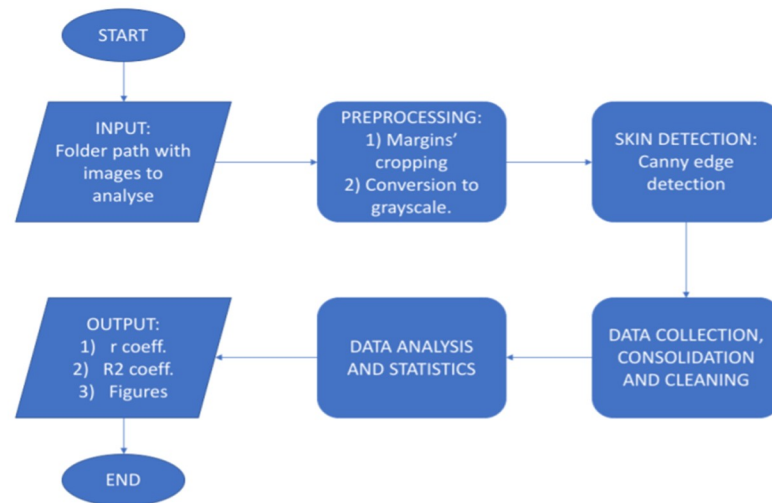 START
INPUT:
Folder path with
images to
analyse
PREPROCESSING:
1) Margins'
cropping
2) Conversion to
grayscale.
SKIN DETECTION:
Canny edge
detection
DATA COLLECTION,
CONSOLIDATION
AND CLEANING
DATA ANALYSIS
AND STATISTICS
OUTPUT:
1) r coeff.
2) R2 coeff.
3) Figures
END